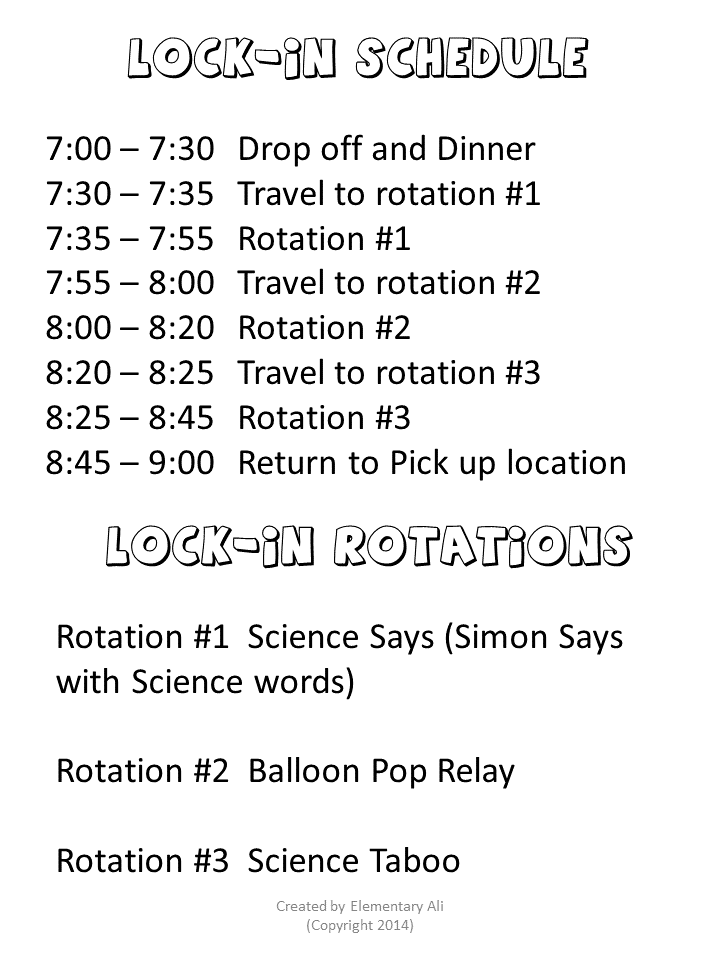 LOCK-iN SCHEDULE
7:00 – 7:30 Drop off and Dinner
7:30 – 7:35 Travel to rotation #1
7:35 – 7:55 Rotation #1
7:55 – 8:00 Travel to rotation #2
8:00 – 8:20 Rotation #2
8:20 – 8:25 Travel to rotation #3
8:25 – 8:45 Rotation #3
8:45 – 9:00 Return to Pick up location
LOCK-iN ROTATiONS
Rotation #1 Science Says (Simon Says
with Science words)
Rotation #2 Balloon Pop Relay
Rotation #3 Science Taboo
Created by Elementary Ali
(Copyright 2014)